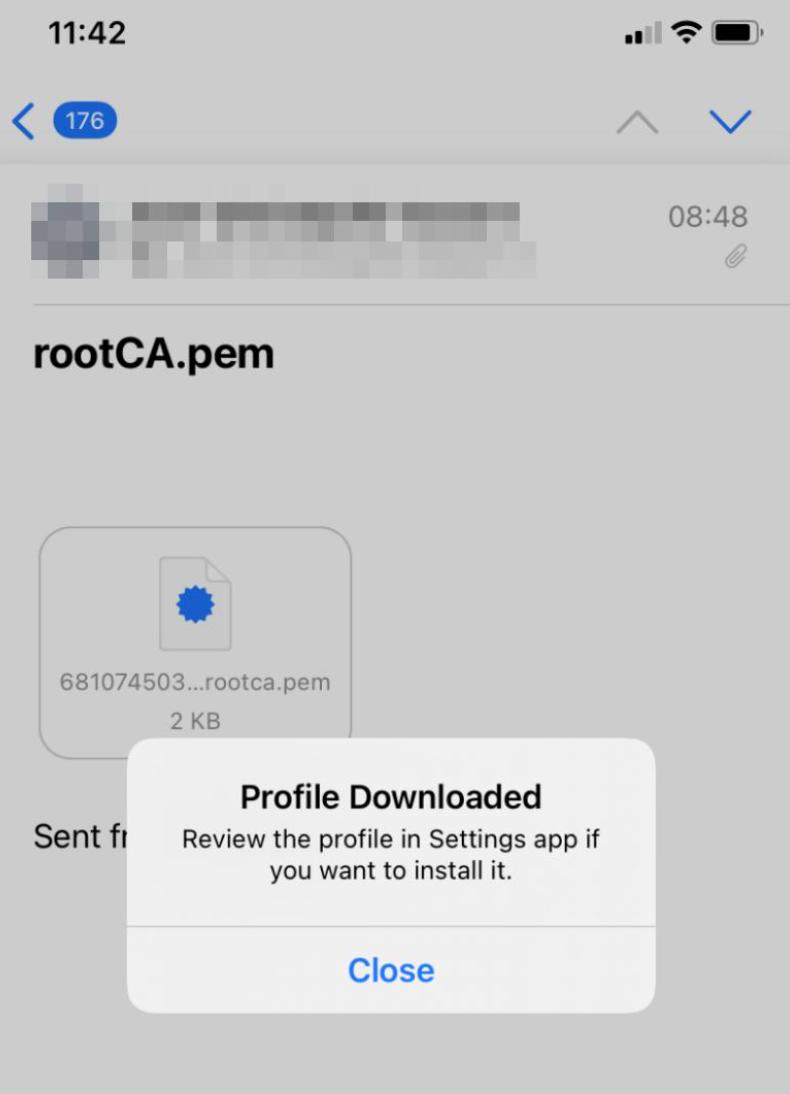 11:42
176
08:48
rootCA.pem
681074503...rootca.pem
2 KB
Sent fr
Profile Downloaded
Review the profile in Settings app if
you want to install it.
Close